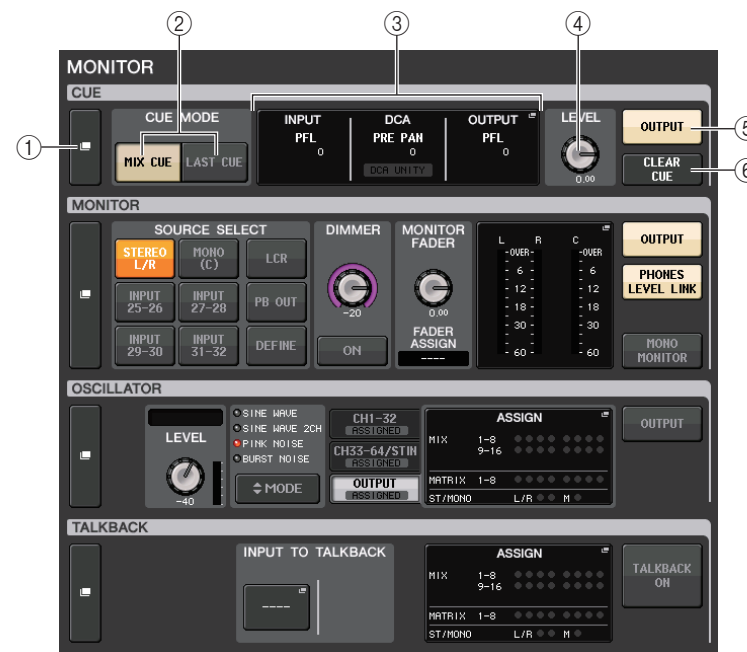 ② ③ ④
MONITOR
CUE
①
CUE MODE
MIX CUE LAST CUE
INPUT DCA OUTPUT
PFL PRE PAN PFL
0 0 0
DCA UNITY
LEVEL
0.00
OUTPUT
⑤
CLEAR
CUE
⑥
MONITOR
SOURCE SELECT
STEREO
L/R
MONO
(C)
LCR
INPUT
25-26
INPUT
27-28
PB OUT
INPUT
29-30
INPUT
31-32
DEFINE
DIMMER
-20
ON
MONITOR
FADER
0.00
FADER
ASSIGN
----
L R C
-OVER- -OVER
- 6 - - 6
- 12 - - 12
- 18 - - 18
- 30 - - 30
- 60 - - 60
OUTPUT
PHONES
LEVEL LINK
MONO
MONITOR
OSCILLATOR
LEVEL
-40
SINE WAVE
SINE WAVE 2CH
PINK NOISE
BURST NOISE
MODE
CH1-32
ASSIGNED
CH33-64/STIN
ASSIGNED
OUTPUT
ASSIGNED
ASSIGN
MIX 1-8
9-16
MATRIX 1-8
ST/MONO L/R M
OUTPUT
TALKBACK
INPUT TO TALKBACK
----
ASSIGN
MIX 1-8
9-16
MATRIX 1-8
ST/MONO L/R M
TALKBACK
ON